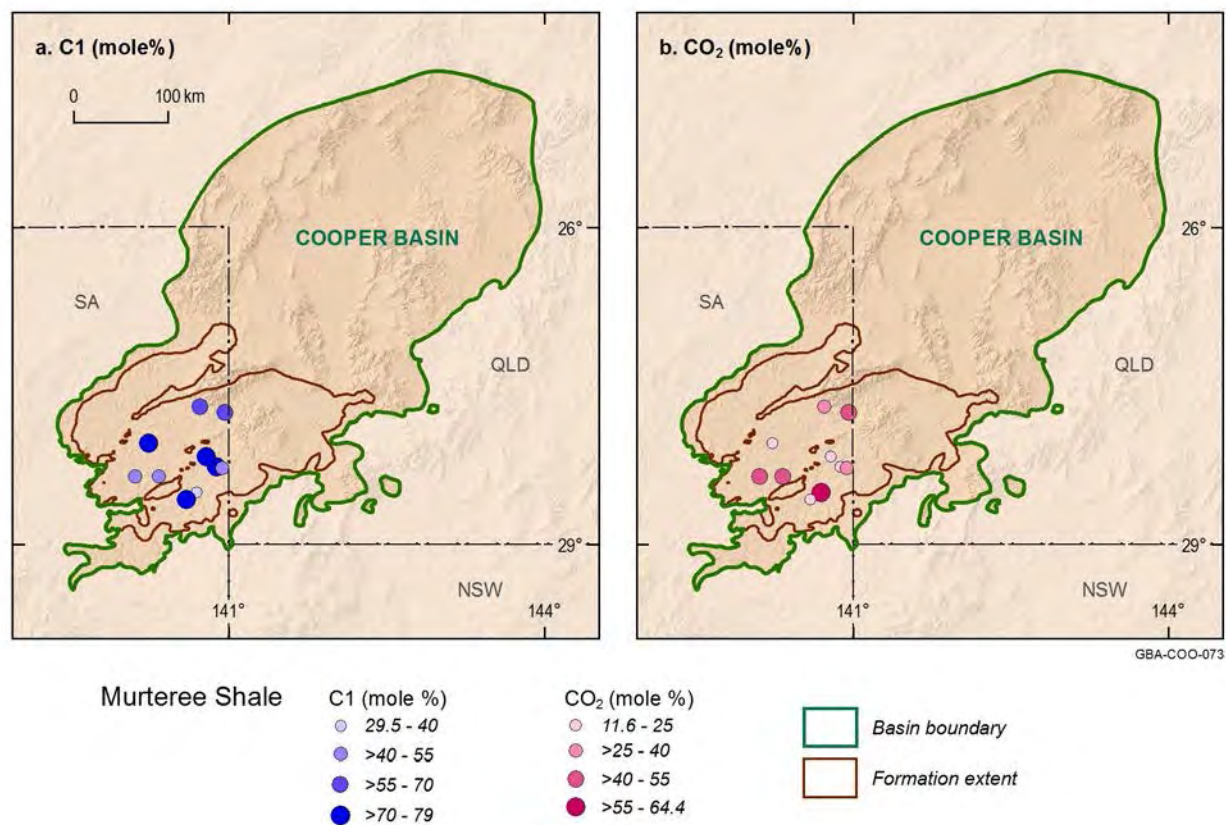 a. C1 (mole%)
0 100 km
COOPER BASIN
SA
QLD
NSW
26°
29°
141°
144°
b. CO₂ (mole%)
COOPER BASIN
SA
QLD
NSW
26°
29°
141°
144°
GBA-COO-073
Murteree Shale
C1 (mole %)
29.5 - 40
>40 - 55
>55 - 70
>70 - 79
CO₂ (mole %)
11.6 - 25
>25 - 40
>40 - 55
>55 - 64.4
Basin boundary
Formation extent